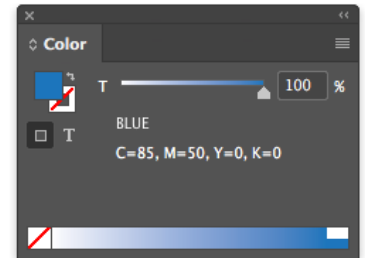 Color
T 100 %
BLUE
T
C=85, M=50, Y=0, K=0